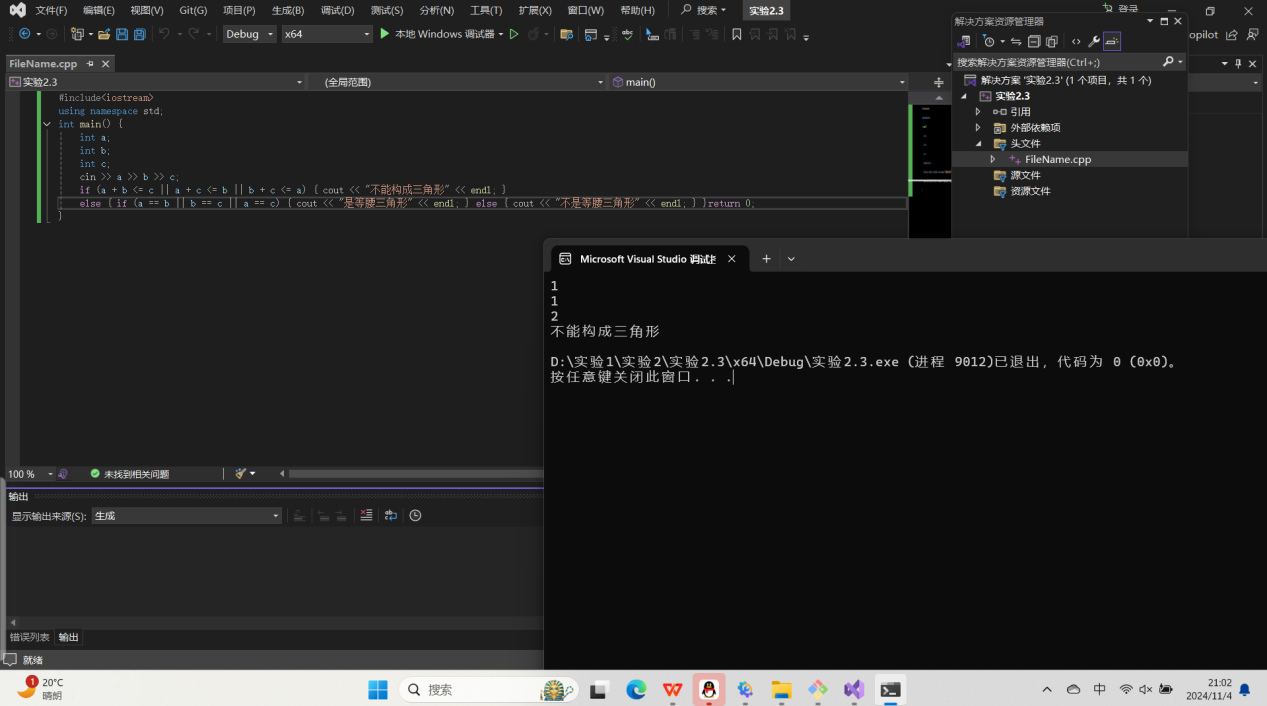 文件(F) 编辑(E) 视图(V) Git(G) 项目(P) 生成(B) 调试(D) 测试(S) 分析(N) 工具(T) 扩展(X) 窗口(W) 帮助(H) 搜索 实验2.3 登录
Debug x64 本地 Windows 调试器 opilot
FileName.cpp
实验2.3 (全局范围) main()
#include<iostream>
using namespace std;
int main() {
int a;
int b;
int c;
cin >> a >> b >> c;
if (a + b <= c || a + c <= b || b + c <= a) { cout << "不能构成三角形" << endl; }
else { if (a == b || b == c || a == c) { cout << "是等腰三角形" << endl; } else { cout << "不是等腰三角形" << endl; } }return 0;
}
解决方案资源管理器
搜索解决方案资源管理器(Ctrl+;)
解决方案 '实验2.3' (1 个项目，共 1 个)
实验2.3
引用
外部依赖项
头文件
FileName.cpp
源文件
资源文件
Microsoft Visual Studio 调试
1
1
2
不能构成三角形
D:\实验1\实验2\实验2.3\x64\Debug\实验2.3.exe (进程 9012)已退出，代码为 0 (0x0)。
按任意键关闭此窗口. . .
100 % 未找到相关问题
输出
显示输出来源(S): 生成
错误列表 输出
就绪
1 20°C
晴朗
搜索
中
21:02
2024/11/4